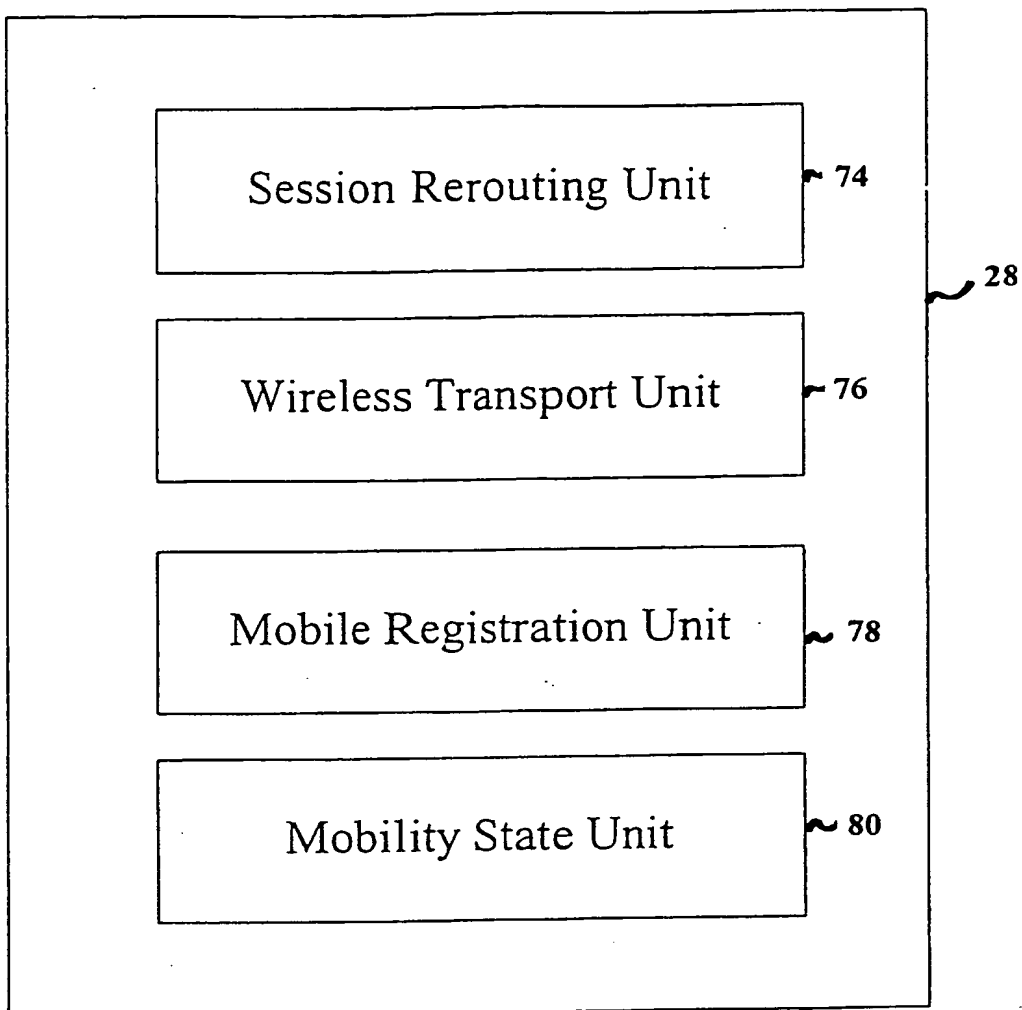 Session Rerouting Unit
74
28
Wireless Transport Unit
76
Mobile Registration Unit
78
Mobility State Unit
80